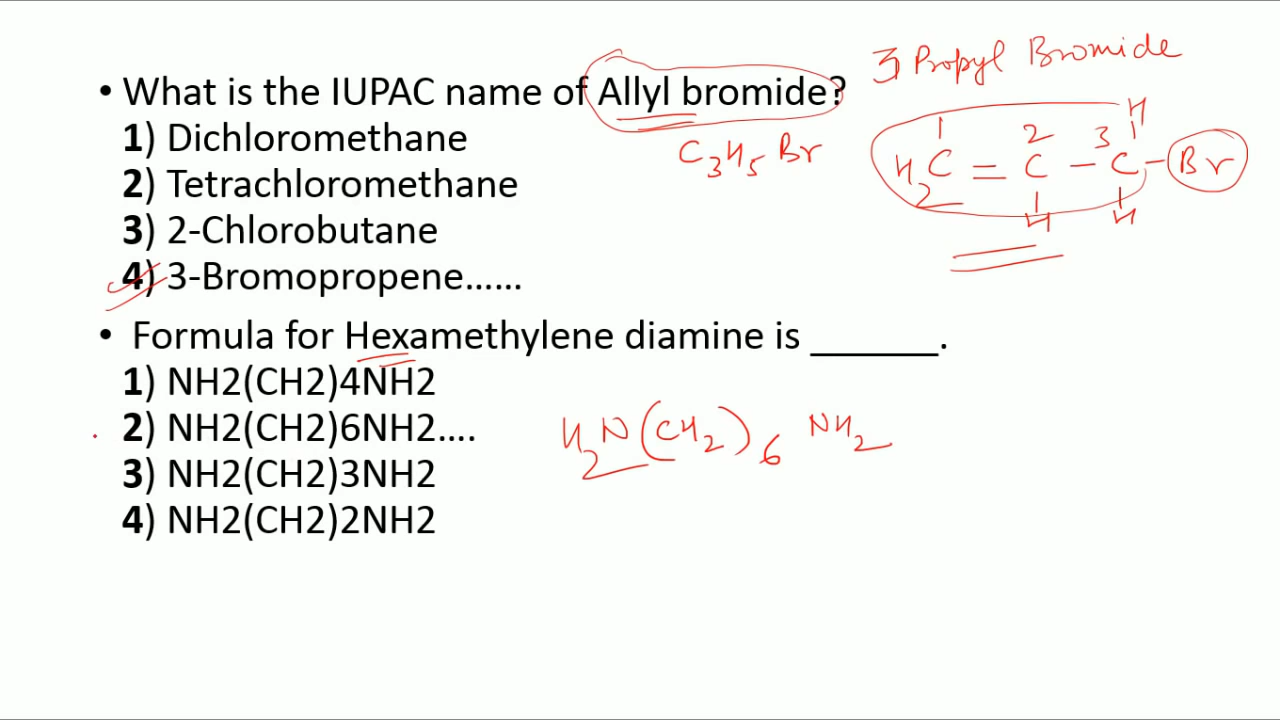 3 Propyl Bromide
• What is the IUPAC name of Allyl bromide?
1) Dichloromethane
C3H5 Br
H
2 3
H2C = C - C - Br
H H
2) Tetrachloromethane
3) 2-Chlorobutane
4) 3-Bromopropene......
• Formula for Hexamethylene diamine is ______.
1) NH2(CH2)4NH2
2) NH2(CH2)6NH2....
H2N(CH2)6 NH2
3) NH2(CH2)3NH2
4) NH2(CH2)2NH2